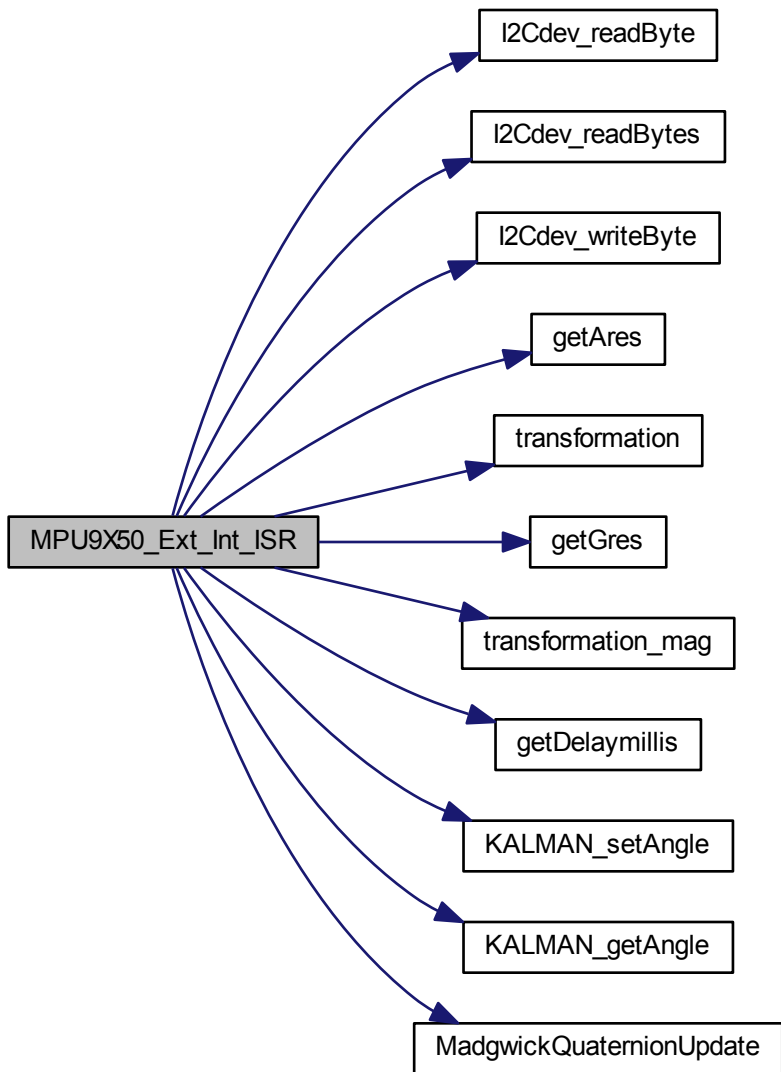 I2Cdev_readByte
I2Cdev_readBytes
I2Cdev_writeByte
getAres
transformation
MPU9X50_Ext_Int_ISR
getGres
transformation_mag
getDelaymillis
KALMAN_setAngle
KALMAN_getAngle
MadgwickQuaternionUpdate